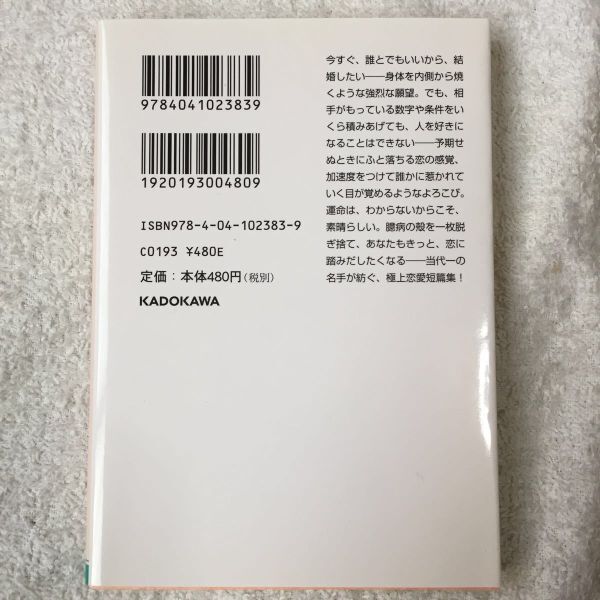 9784041023839
1920193004809
ISBN978-4-04-102383-9
C0193 ¥480E
定価：本体480円（税別）
KADOKAWA
今すぐ、誰とでもいいから、結
婚したい――身体を内側から焼
くような強烈な願望。でも、相
手がもっている数字や条件をい
くら積みあげても、人を好きに
なることはできない――予期せ
ぬときにふと落ちる恋の感覚、
加速度をつけて誰かに惹かれて
いく目が覚めるようなよろこび。
運命は、わからないからこそ、
素晴らしい。臆病の殻を一枚脱
ぎ捨て、あなたもきっと、恋に
踏みだしたくなる――当代一の
名手が紡ぐ、極上恋愛短篇集！